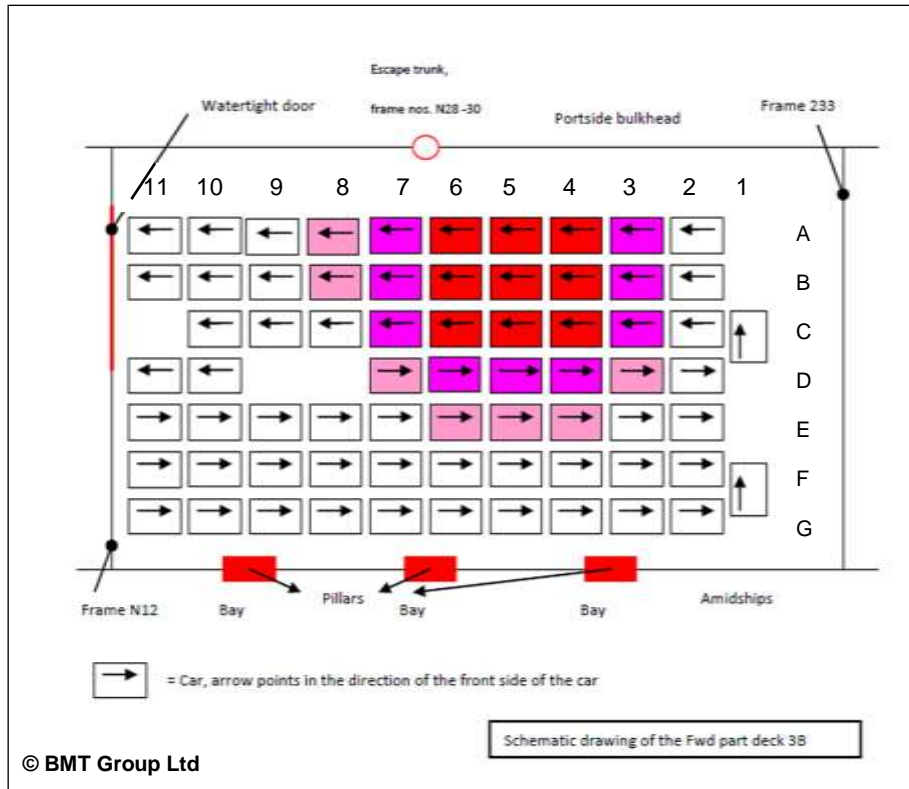 Escape trunk,
frame nos. N28 -30
Watertight door
Portside bulkhead
Frame 233
11 10 9 8 7 6 5 4 3 2 1
A
B
C
D
E
F
G
Frame N12
Bay
Pillars
Bay
Bay
Amidships
= Car, arrow points in the direction of the front side of the car
Schematic drawing of the Fwd part deck 3B
© BMT Group Ltd